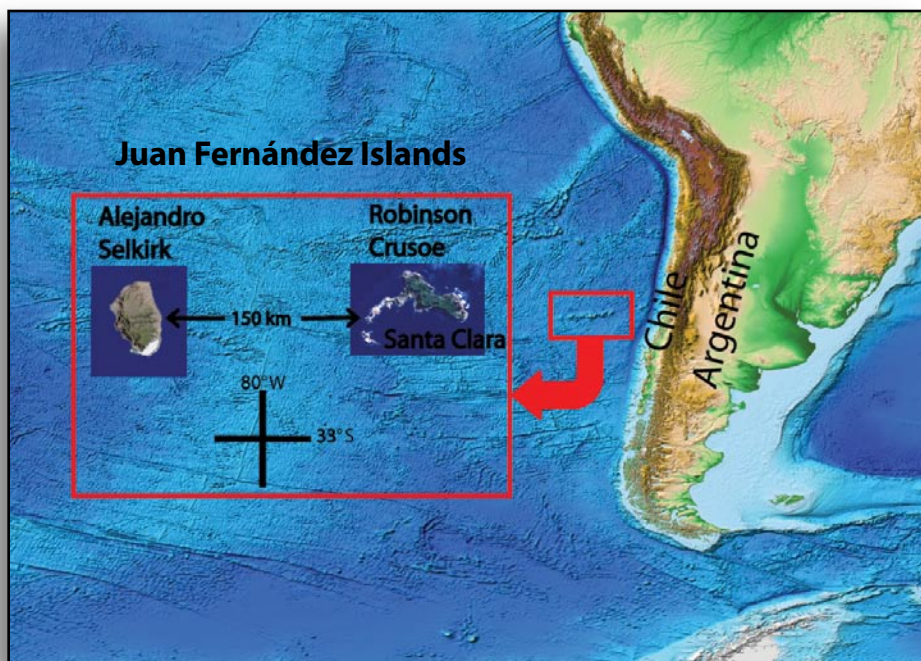 Juan Fernández Islands
Alejandro
Selkirk
Robinson
Crusoe
150 km
Santa Clara
80°W
33°S
Chile
Argentina